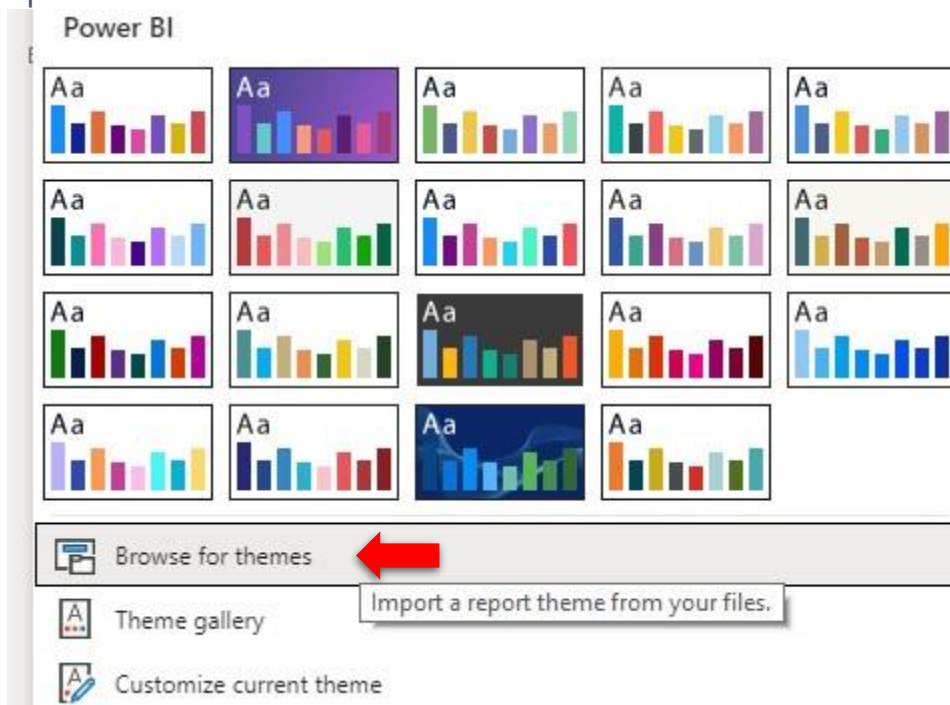 Power BI
Aa Aa Aa Aa Aa
Aa Aa Aa Aa Aa
Aa Aa Aa Aa Aa
Aa Aa Aa Aa
Browse for themes
Import a report theme from your files.
Theme gallery
Customize current theme